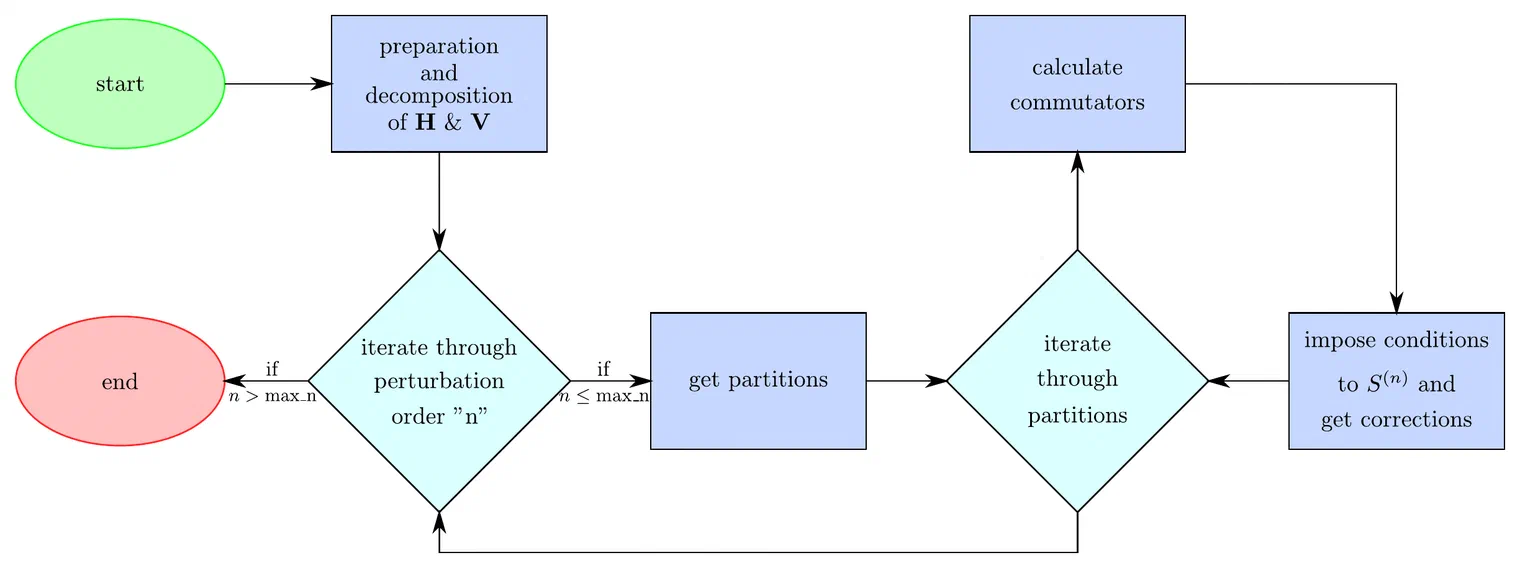 start
preparation
and
decomposition
of H & V
calculate
commutators
end
if
n > max_n
iterate through
perturbation
order "n"
if
n ≤ max_n
get partitions
iterate
through
partitions
impose conditions
to S⁽ⁿ⁾ and
get corrections